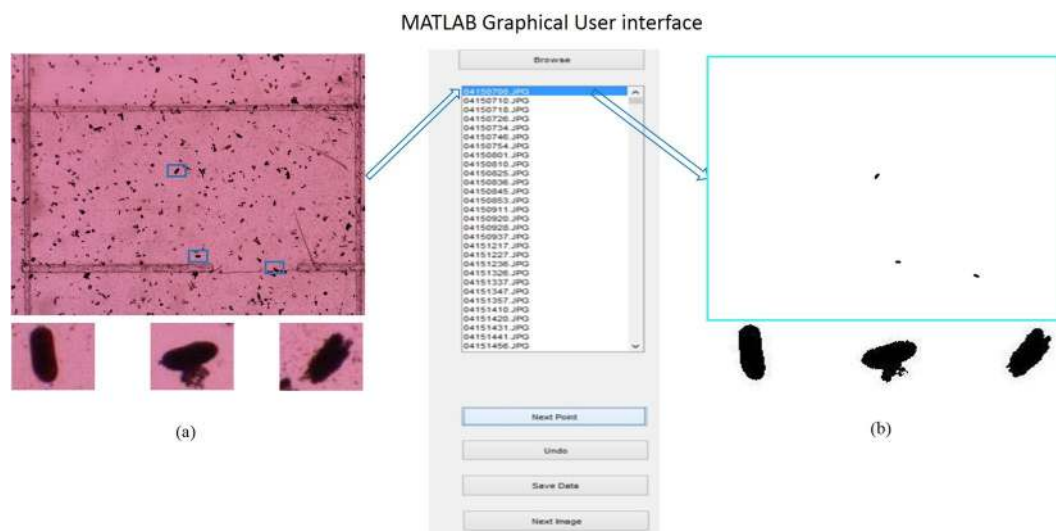 MATLAB Graphical User interface
Browse
04150700.JPG
04150710.JPG
04150718.JPG
04150726.JPG
04150734.JPG
04150746.JPG
04150754.JPG
04150801.JPG
04150810.JPG
04150825.JPG
04150836.JPG
04150845.JPG
04150853.JPG
04150911.JPG
04150920.JPG
04150928.JPG
04150937.JPG
04151217.JPG
04151227.JPG
04151236.JPG
04151326.JPG
04151337.JPG
04151347.JPG
04151357.JPG
04151410.JPG
04151420.JPG
04151431.JPG
04151441.JPG
04151456.JPG
Next Point
Undo
Save Data
Next Image
(a)
(b)